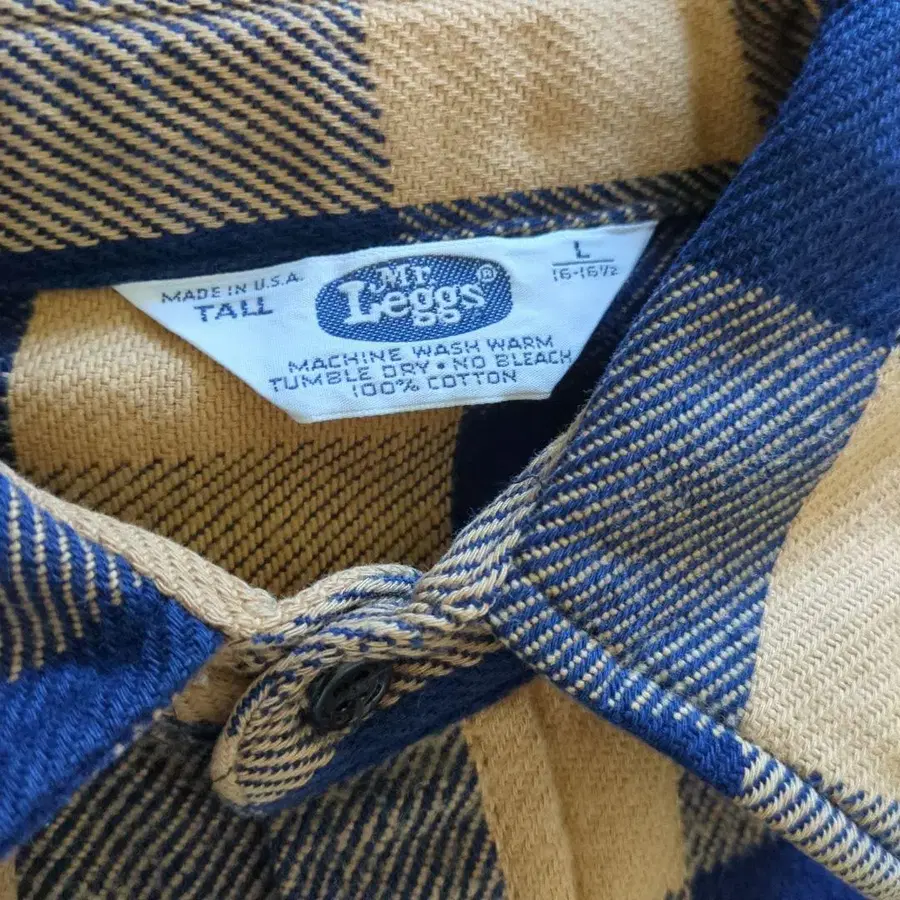 MADE IN U.S.A.
TALL
Mr.
Leggs®
L
16-16½
MACHINE WASH WARM
TUMBLE DRY • NO BLEACH
100% COTTON